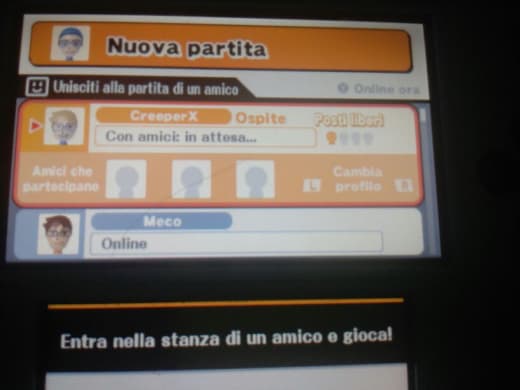 Nuova partita
Unisciti alla partita di un amico
Online ora
CreeperX
Ospite
Posti liberi
Con amici: in attesa...
Amici che
partecipano
L
Cambia
profilo
R
Meco
Online
Entra nella stanza di un amico e gioca!